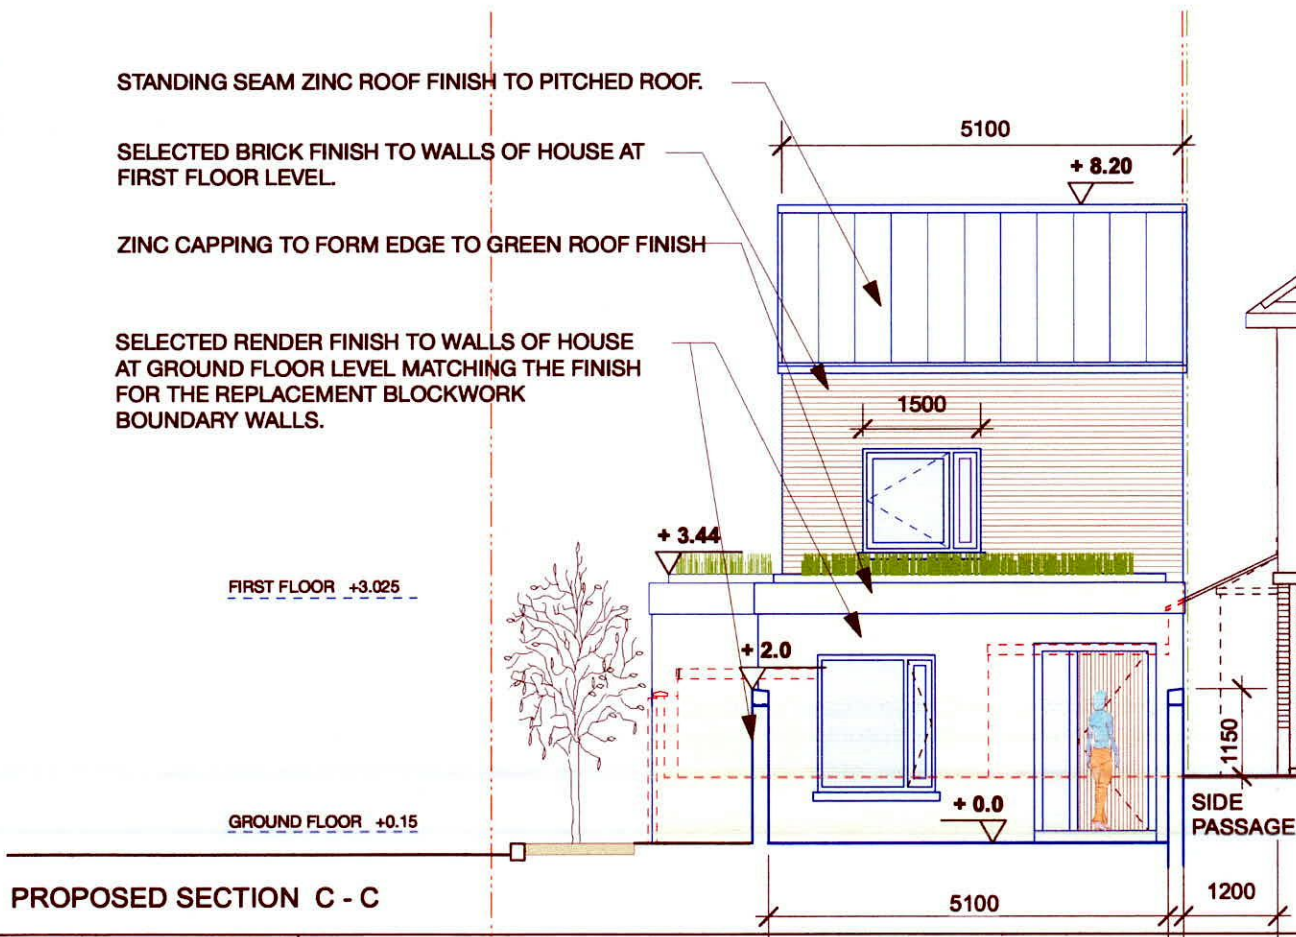 STANDING SEAM ZINC ROOF FINISH TO PITCHED ROOF.
SELECTED BRICK FINISH TO WALLS OF HOUSE AT
FIRST FLOOR LEVEL.
ZINC CAPPING TO FORM EDGE TO GREEN ROOF FINISH
SELECTED RENDER FINISH TO WALLS OF HOUSE
AT GROUND FLOOR LEVEL MATCHING THE FINISH
FOR THE REPLACEMENT BLOCKWORK
BOUNDARY WALLS.
5100
+ 8.20
1500
+ 3.44
FIRST FLOOR +3.025
+ 2.0
1150
+ 0.0
GROUND FLOOR +0.15
SIDE
PASSAGE
PROPOSED SECTION C - C
5100
1200